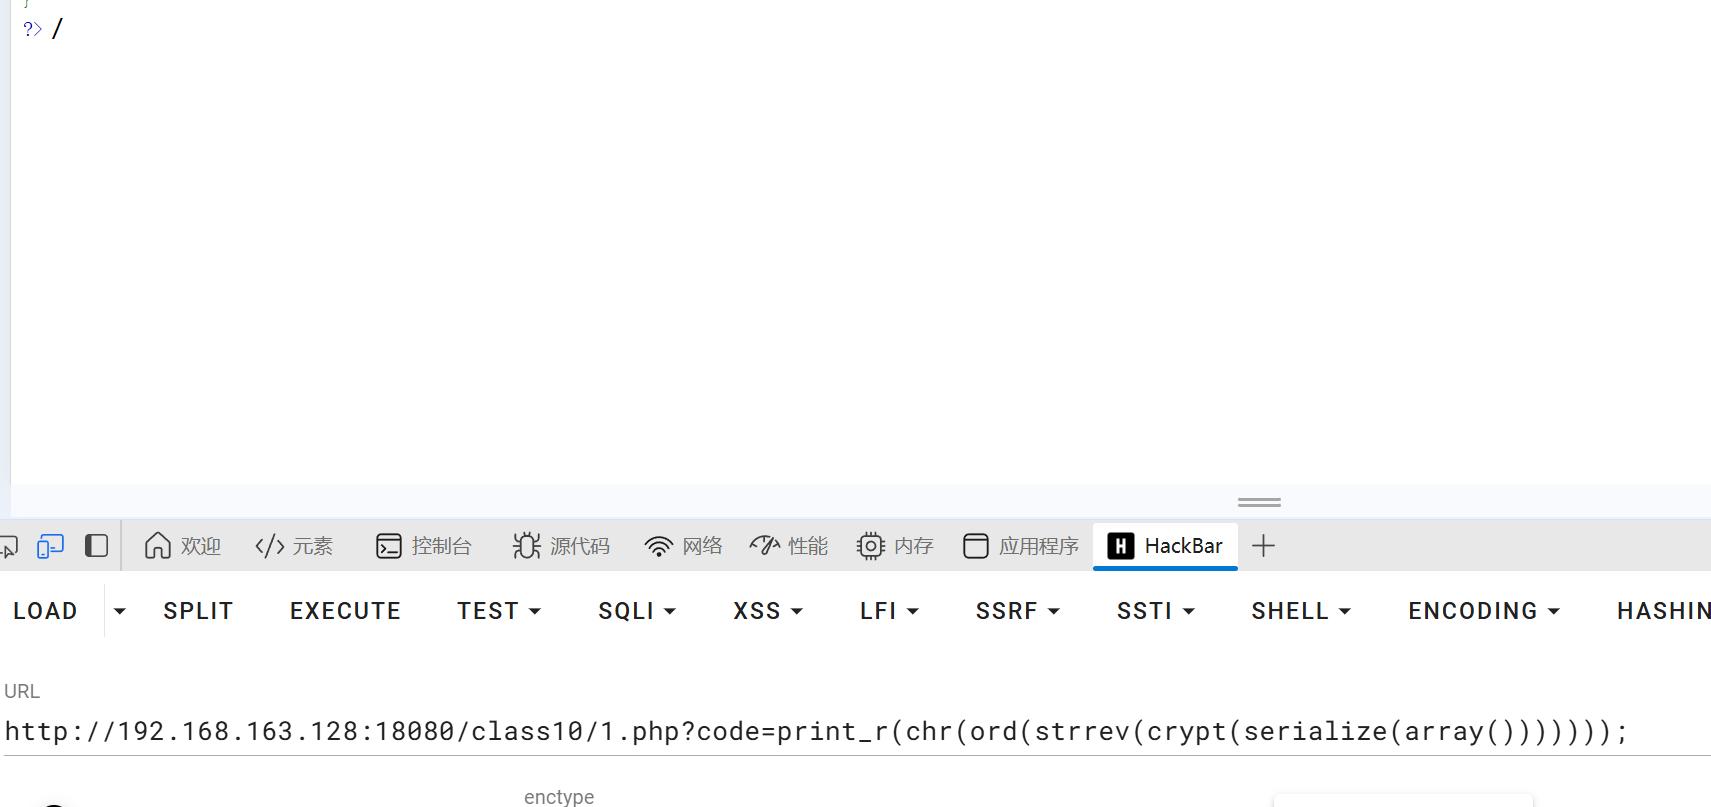 }
?> /
欢迎 </> 元素 控制台 源代码 网络 性能 内存 应用程序 H HackBar +
LOAD SPLIT EXECUTE TEST SQLI XSS LFI SSRF SSTI SHELL ENCODING HASHIN
URL
http://192.168.163.128:18080/class10/1.php?code=print_r(chr(ord(strrev(crypt(serialize(array()))))));
enctype